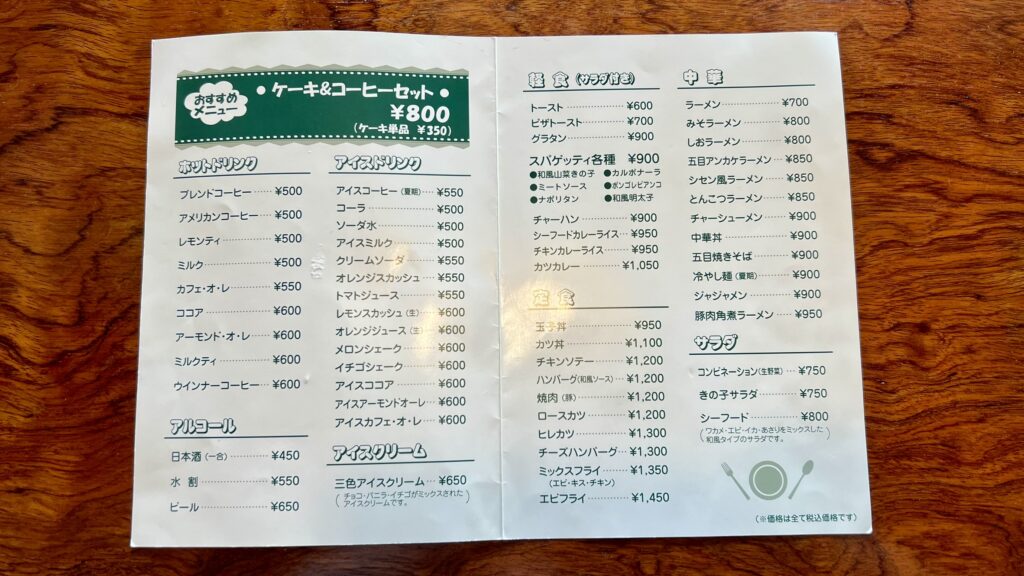 おすすめ
メニュー
• ケーキ&コーヒーセット •
¥800
(ケーキ単品 ¥350)
ホットドリンク
ブレンドコーヒー……¥500
アメリカンコーヒー……¥500
レモンティ……¥500
ミルク……¥500
カフェ・オ・レ……¥550
ココア……¥600
アーモンド・オ・レ……¥600
ミルクティ……¥600
ウインナーコーヒー…¥600
アルコール
日本酒(一合)……¥450
水 割……¥550
ビール……¥650
アイスドリンク
アイスコーヒー(夏期)…¥550
コーラ……¥500
ソーダ水……¥500
アイスミルク……¥500
クリームソーダ……¥550
オレンジスカッシュ……¥550
トマトジュース……¥550
レモンスカッシュ(生)…¥600
オレンジジュース(生)…¥600
メロンシェーク……¥600
イチゴシェーク……¥600
アイスココア……¥600
アイスアーモンドオーレ…¥600
アイスカフェ・オ・レ…¥600
アイスクリーム
三色アイスクリーム…¥650
(チョコ・バニラ・イチゴがミックスされた
アイスクリームです。)
軽 食(サラダ付き)
トースト……¥600
ピザトースト……¥700
グラタン……¥900
スパゲッティ各種 ¥900
●和風山菜きの子 ●カルボナーラ
●ミートソース ●ボンゴレビアンコ
●ナポリタン ●和風明太子
チャーハン……¥900
シーフードカレーライス…¥950
チキンカレーライス……¥950
カツカレー……¥1,050
定 食
玉子丼……¥950
カツ丼……¥1,100
チキンソテー……¥1,200
ハンバーグ(和風ソース)…¥1,200
焼肉(豚)……¥1,200
ロースカツ……¥1,200
ヒレカツ……¥1,300
チーズハンバーグ……¥1,300
ミックスフライ……¥1,350
(エビ・キス・チキン)
エビフライ……¥1,450
中 華
ラーメン……¥700
みそラーメン……¥800
しおラーメン……¥800
五目アンカケラーメン…¥850
シセン風ラーメン……¥850
とんこつラーメン……¥850
チャーシューメン……¥900
中華丼……¥900
五目焼きそば……¥900
冷やし麺(夏期)……¥900
ジャジャメン……¥900
豚肉角煮ラーメン……¥950
サラダ
コンビネーション(生野菜)…¥750
きの子サラダ……¥750
シーフード……¥800
(ワカメ・エビ・イカ・あさりをミックスした
和風タイプのサラダです。)
(※価格は全て税込価格です)